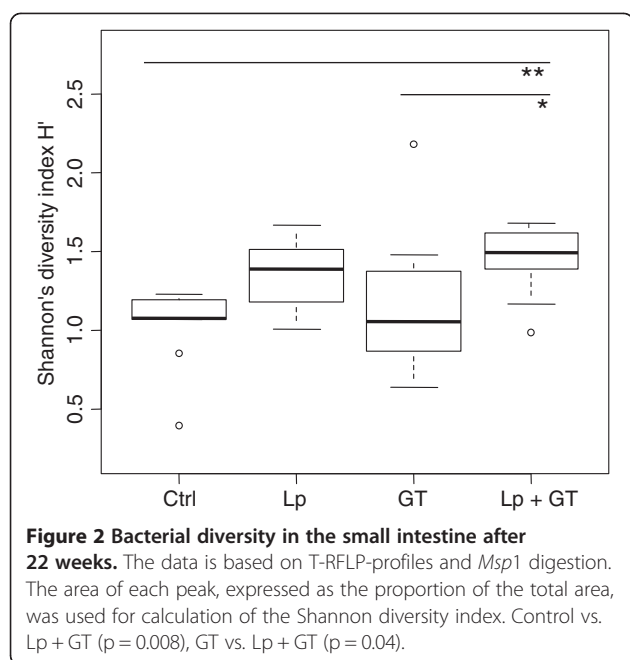 Shannon's diversity index H'
2.5
2.0
1.5
1.0
0.5
**
*
Ctrl Lp GT Lp + GT
Figure 2 Bacterial diversity in the small intestine after
22 weeks. The data is based on T-RFLP-profiles and Msp1 digestion.
The area of each peak, expressed as the proportion of the total area,
was used for calculation of the Shannon diversity index. Control vs.
Lp + GT (p = 0.008), GT vs. Lp + GT (p = 0.04).